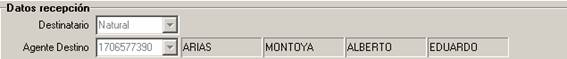 Datos recepción
Destinatario Natural
Agente Destino 1706577390 ARIAS MONTOYA ALBERTO EDUARDO